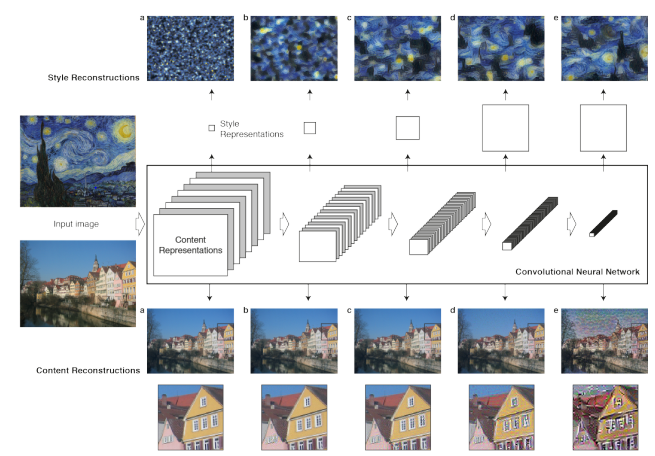 a
b
c
d
e
Style Reconstructions
Style
Representations
Input image
Content
Representations
Convolutional Neural Network
a
b
c
d
e
Content Reconstructions